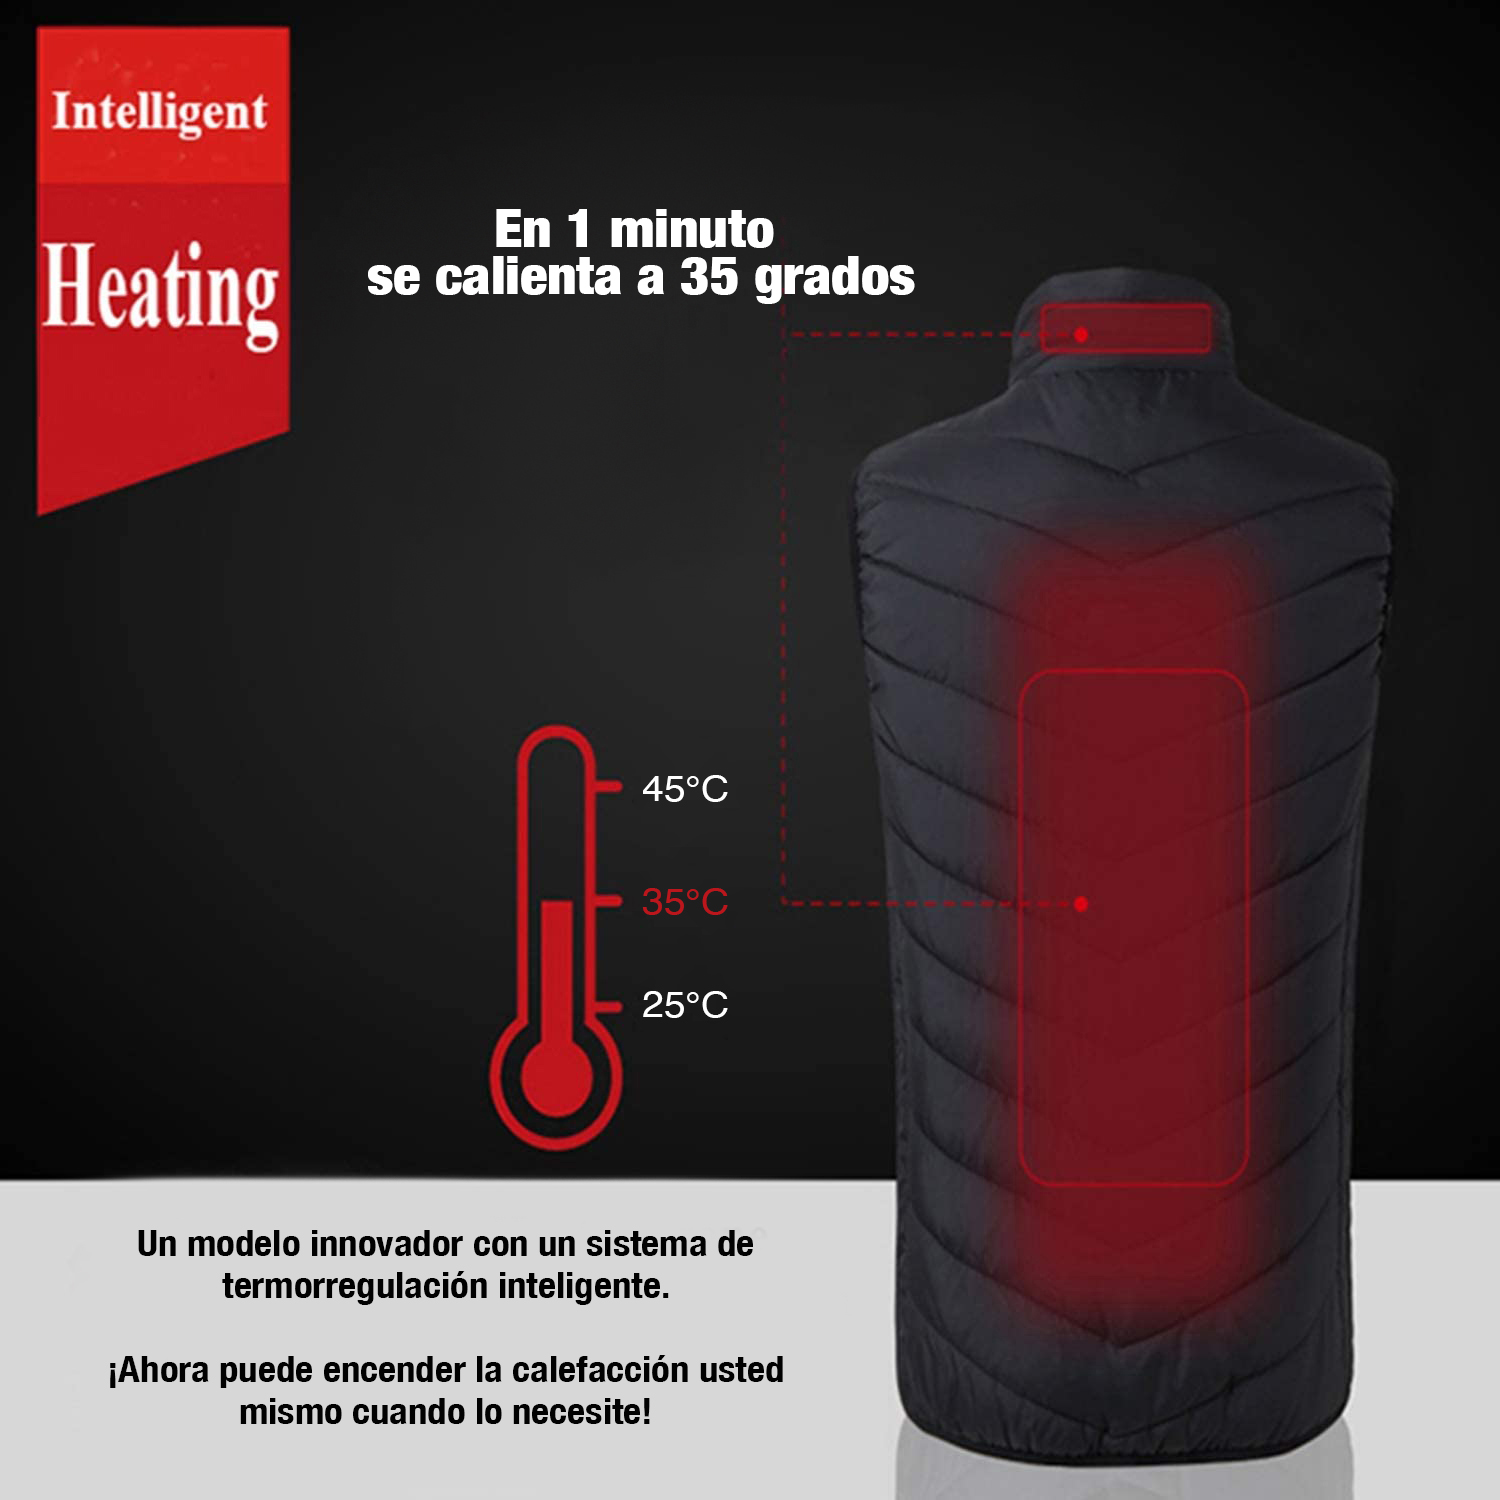 Intelligent
Heating
En 1 minuto
se calienta a 35 grados
45°C
35°C
25°C
Un modelo innovador con un sistema de
termorregulación inteligente.
¡Ahora puede encender la calefacción usted
mismo cuando lo necesite!